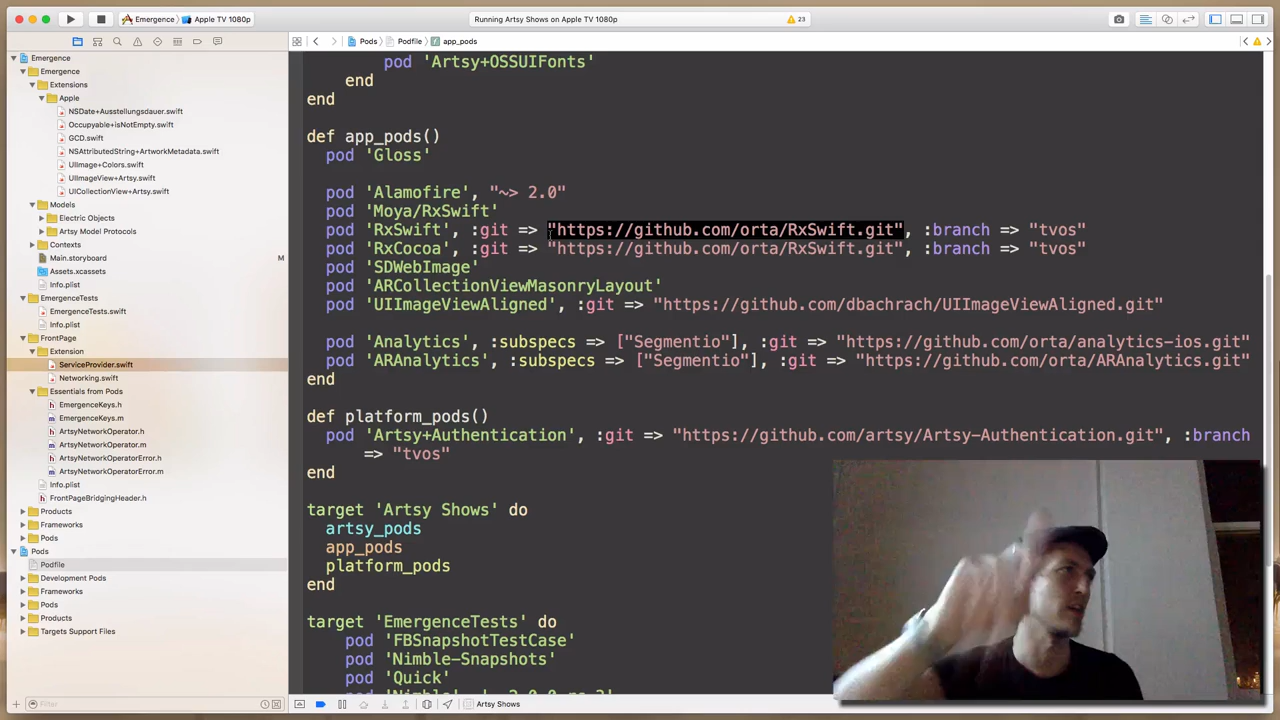 Emergence
Apple TV 1080p
Running Artsy Shows on Apple TV 1080p
23
Pods
Podfile
app_pods
Emergence
Emergence
Extensions
Apple
NSDate+Ausstellungsdauer.swift
Occupyable+isNotEmpty.swift
GCD.swift
NSAttributedString+ArtworkMetadata.swift
UIImage+Colors.swift
UIImageView+Artsy.swift
UICollectionView+Artsy.swift
Models
Electric Objects
Artsy Model Protocols
Contexts
Main.storyboard
M
Assets.xcassets
Info.plist
EmergenceTests
EmergenceTests.swift
Info.plist
FrontPage
Extension
ServiceProvider.swift
Networking.swift
Essentials from Pods
EmergenceKeys.h
EmergenceKeys.m
ArtsyNetworkOperator.h
ArtsyNetworkOperator.m
ArtsyNetworkOperatorError.h
ArtsyNetworkOperatorError.m
Info.plist
FrontPageBridgingHeader.h
Products
Frameworks
Pods
Pods
Podfile
Development Pods
Frameworks
Pods
Products
Targets Support Files
Filter
pod 'Artsy+OSSUIFonts'
end
end
def app_pods()
pod 'Gloss'
pod 'Alamofire', "~> 2.0"
pod 'Moya/RxSwift'
pod 'RxSwift', :git => "https://github.com/orta/RxSwift.git", :branch => "tvos"
pod 'RxCocoa', :git => "https://github.com/orta/RxSwift.git", :branch => "tvos"
pod 'SDWebImage'
pod 'ARCollectionViewMasonryLayout'
pod 'UIImageViewAligned', :git => "https://github.com/dbachrach/UIImageViewAligned.git"
pod 'Analytics', :subspecs => ["Segmentio"], :git => "https://github.com/orta/analytics-ios.git"
pod 'ARAnalytics', :subspecs => ["Segmentio"], :git => "https://github.com/orta/ARAnalytics.git"
end
def platform_pods()
pod 'Artsy+Authentication', :git => "https://github.com/artsy/Artsy-Authentication.git", :branch
=> "tvos"
end
target 'Artsy Shows' do
artsy_pods
app_pods
platform_pods
end
target 'EmergenceTests' do
pod 'FBSnapshotTestCase'
pod 'Nimble-Snapshots'
pod 'Quick'
Artsy Shows